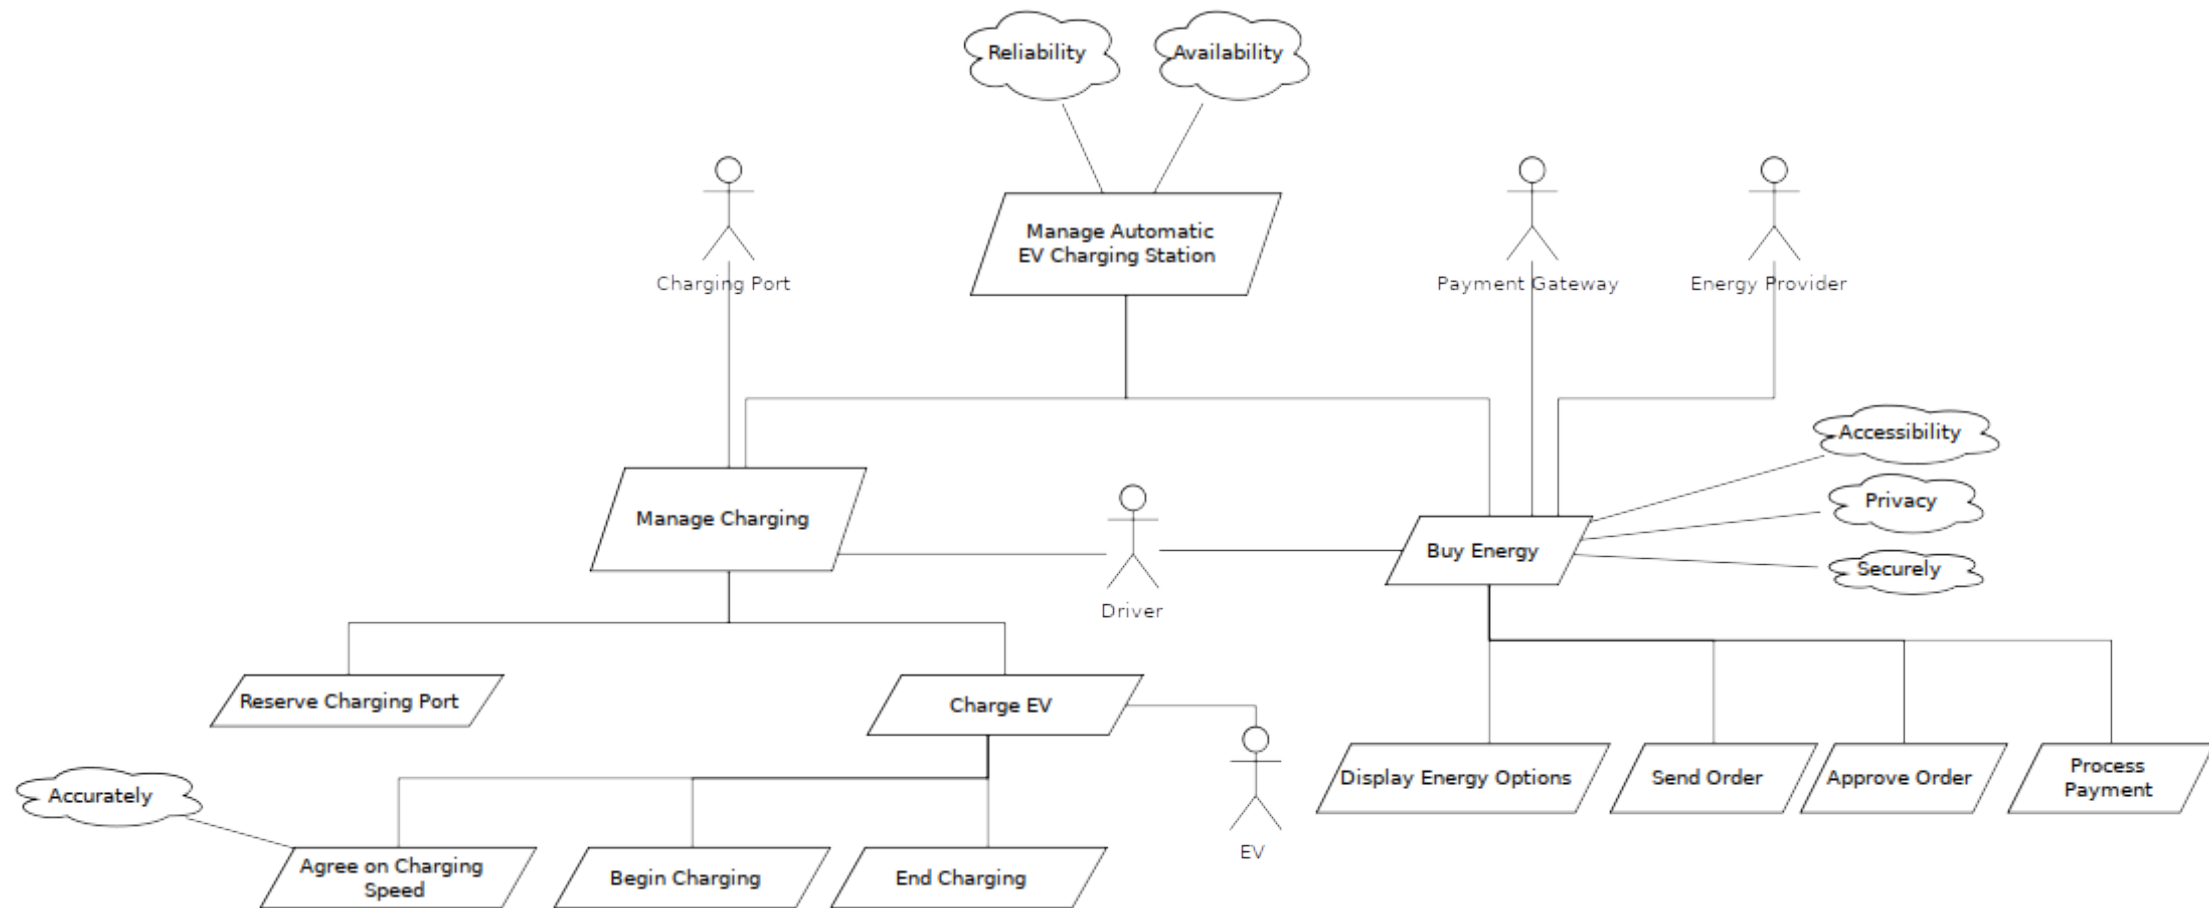 Reliability
Availability
Manage Automatic
EV Charging Station
Charging Port
Payment Gateway
Energy Provider
Accessibility
Privacy
Securely
Manage Charging
Buy Energy
Driver
Reserve Charging Port
Charge EV
Display Energy Options
Send Order
Approve Order
Process
Payment
Accurately
EV
Agree on Charging
Speed
Begin Charging
End Charging